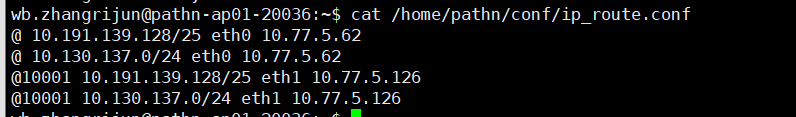 wb.zhangrijun@pathn-ap01-20036:~$ cat /home/pathn/conf/ip_route.conf
@ 10.191.139.128/25 eth0 10.77.5.62
@ 10.130.137.0/24 eth0 10.77.5.62
@10001 10.191.139.128/25 eth1 10.77.5.126
@10001 10.130.137.0/24 eth1 10.77.5.126
wb.zhangrijun@pathn-ap01-20036:~$